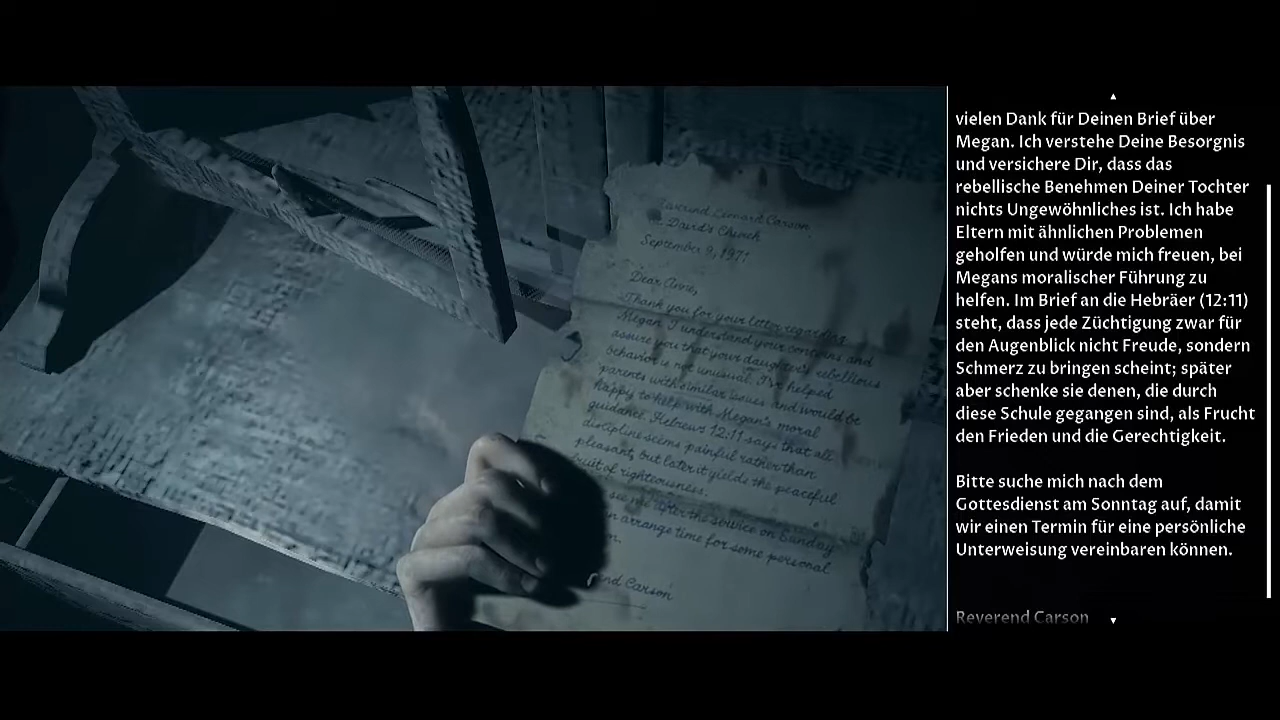 Reverend Leonard Carson
David's Church
September 9, 1971
Dear Anne,
Thank you for your letter regarding
Megan. I understand your concerns and
assure you that your daughter's rebellious
behavior is not unusual. I've helped
parents with similar issues and would be
happy to help with Megan's moral
guidance. Hebrews 12:11 says that all
discipline seems painful rather than
pleasant, but later it yields the peaceful
fruit of righteousness.
see me after the service on Sunday
arrange time for some personal
Carson
vielen Dank für Deinen Brief über
Megan. Ich verstehe Deine Besorgnis
und versichere Dir, dass das
rebellische Benehmen Deiner Tochter
nichts Ungewöhnliches ist. Ich habe
Eltern mit ähnlichen Problemen
geholfen und würde mich freuen, bei
Megans moralischer Führung zu
helfen. Im Brief an die Hebräer (12:11)
steht, dass jede Züchtigung zwar für
den Augenblick nicht Freude, sondern
Schmerz zu bringen scheint; später
aber schenke sie denen, die durch
diese Schule gegangen sind, als Frucht
den Frieden und die Gerechtigkeit.
Bitte suche mich nach dem
Gottesdienst am Sonntag auf, damit
wir einen Termin für eine persönliche
Unterweisung vereinbaren können.
Reverend Carson